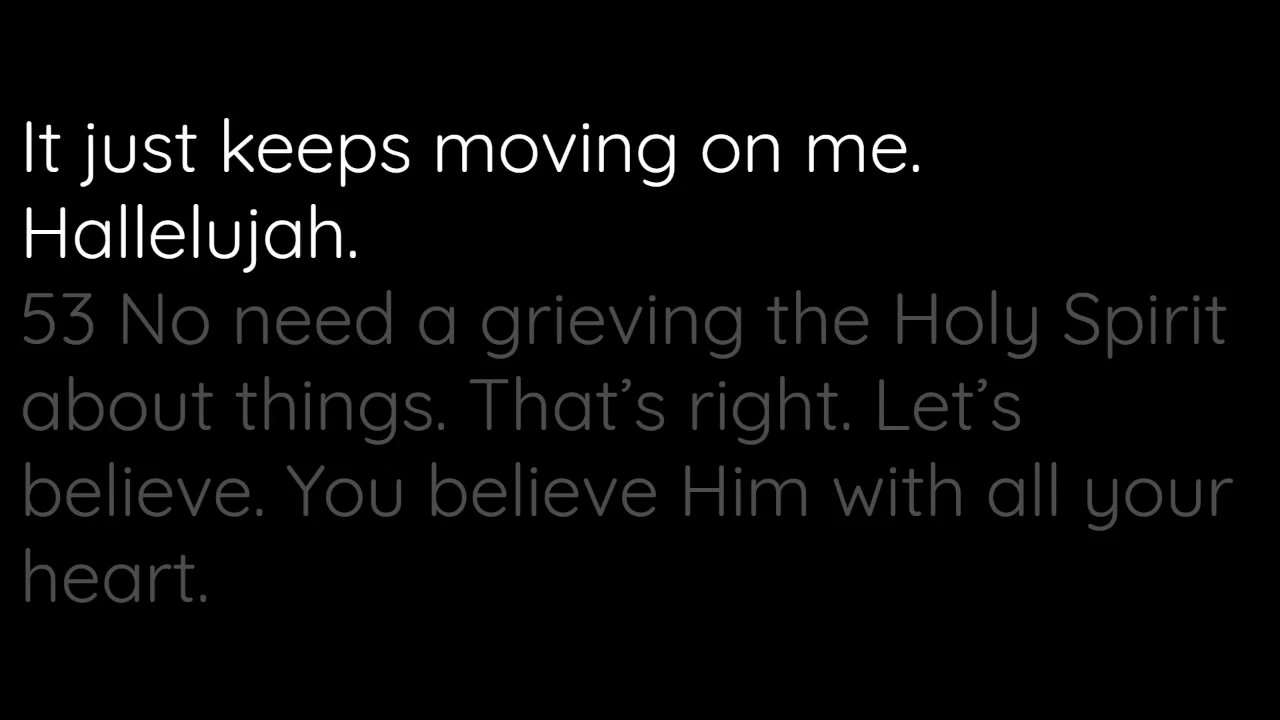 It just keeps moving on me.
Hallelujah.
53 No need a grieving the Holy Spirit
about things. That’s right. Let’s
believe. You believe Him with all your
heart.